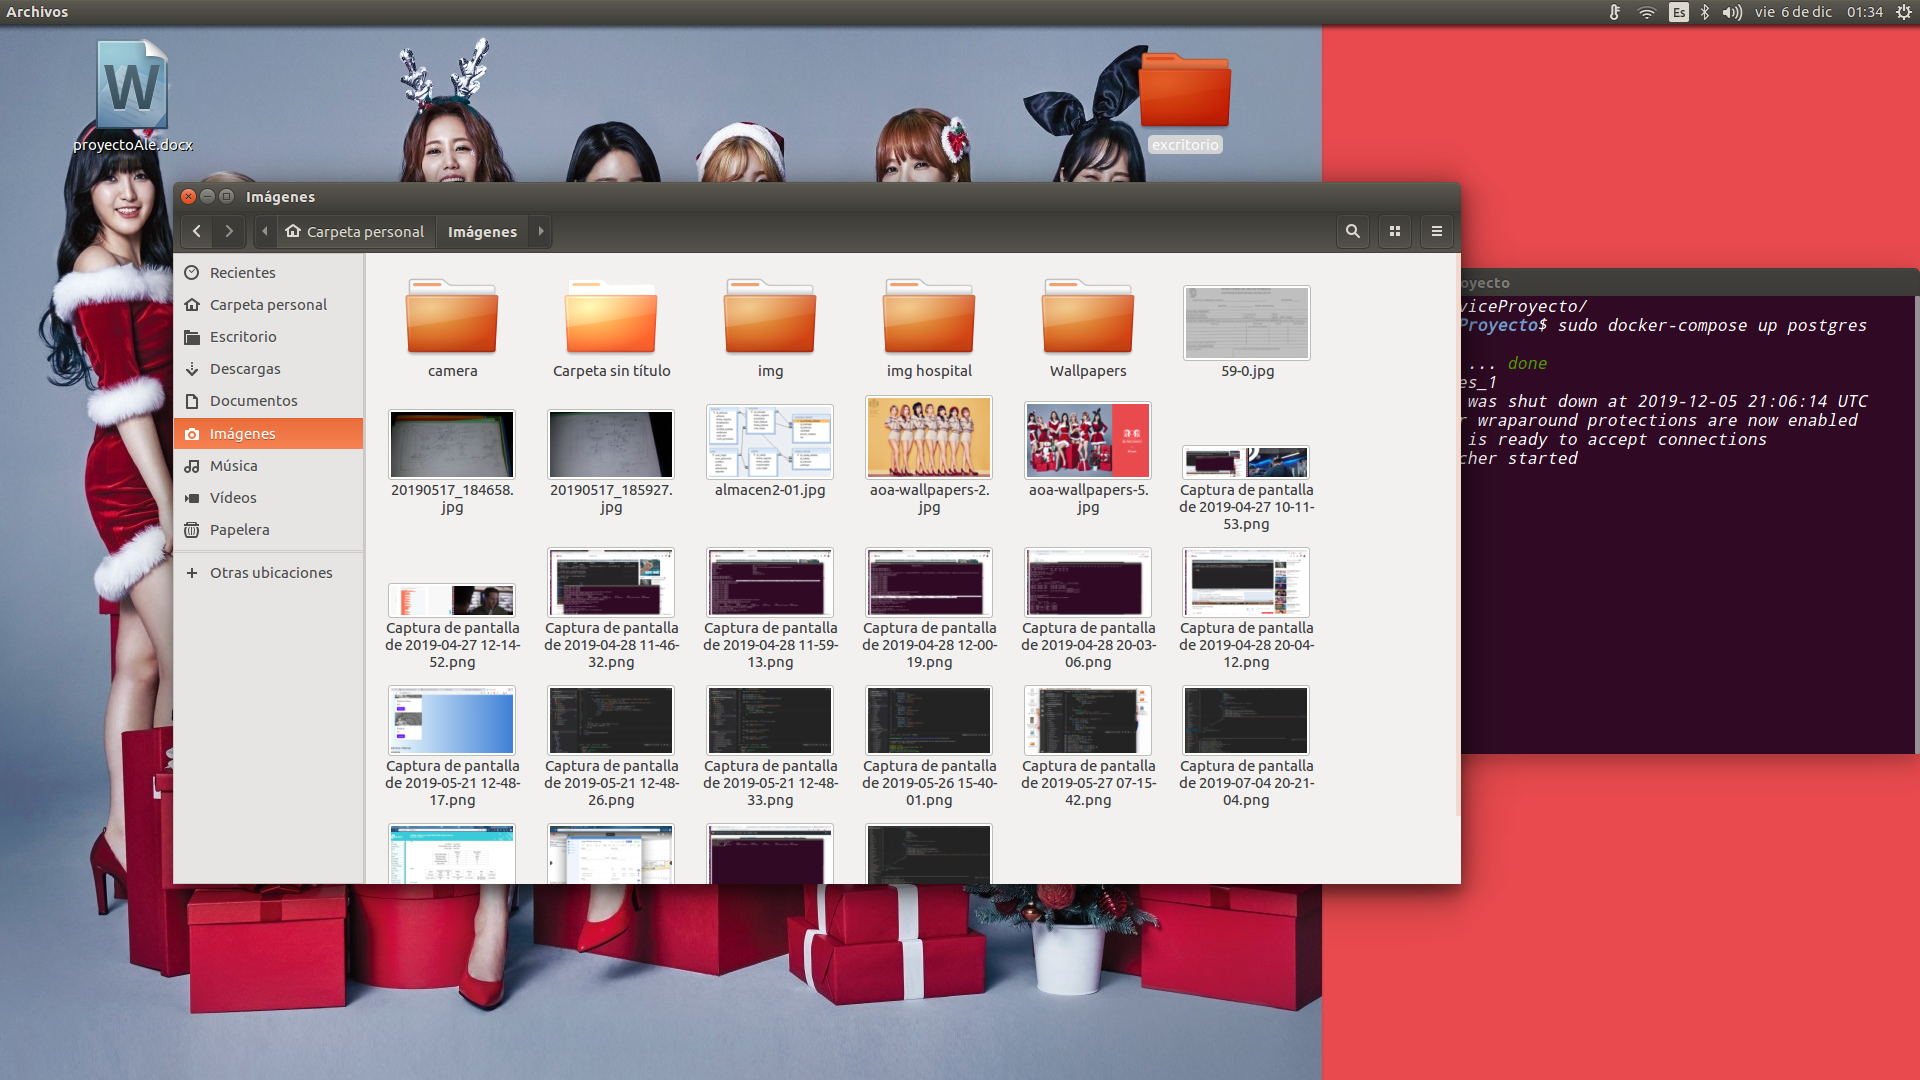 Archivos
Es
vie 6 de dic
01:34
W
proyectoAle.docx
excritorio
Imágenes
Carpeta personal
Imágenes
Recientes
Carpeta personal
Escritorio
Descargas
Documentos
Imágenes
Música
Vídeos
Papelera
Otras ubicaciones
camera
Carpeta sin título
img
img hospital
Wallpapers
59-0.jpg
20190517_184658.
jpg
20190517_185927.
jpg
almacen2-01.jpg
aoa-wallpapers-2.
jpg
aoa-wallpapers-5.
jpg
Captura de pantalla
de 2019-04-27 10-11-
53.png
Captura de pantalla
de 2019-04-27 12-14-
52.png
Captura de pantalla
de 2019-04-28 11-46-
32.png
Captura de pantalla
de 2019-04-28 11-59-
13.png
Captura de pantalla
de 2019-04-28 12-00-
19.png
Captura de pantalla
de 2019-04-28 20-03-
06.png
Captura de pantalla
de 2019-04-28 20-04-
12.png
Captura de pantalla
de 2019-05-21 12-48-
17.png
Captura de pantalla
de 2019-05-21 12-48-
26.png
Captura de pantalla
de 2019-05-21 12-48-
33.png
Captura de pantalla
de 2019-05-26 15-40-
01.png
Captura de pantalla
de 2019-05-27 07-15-
42.png
Captura de pantalla
de 2019-07-04 20-21-
04.png
oyecto
viceProyecto/
Proyecto$ sudo docker-compose up postgres
... done
es_1
was shut down at 2019-12-05 21:06:14 UTC
r wraparound protections are now enabled
is ready to accept connections
cher started